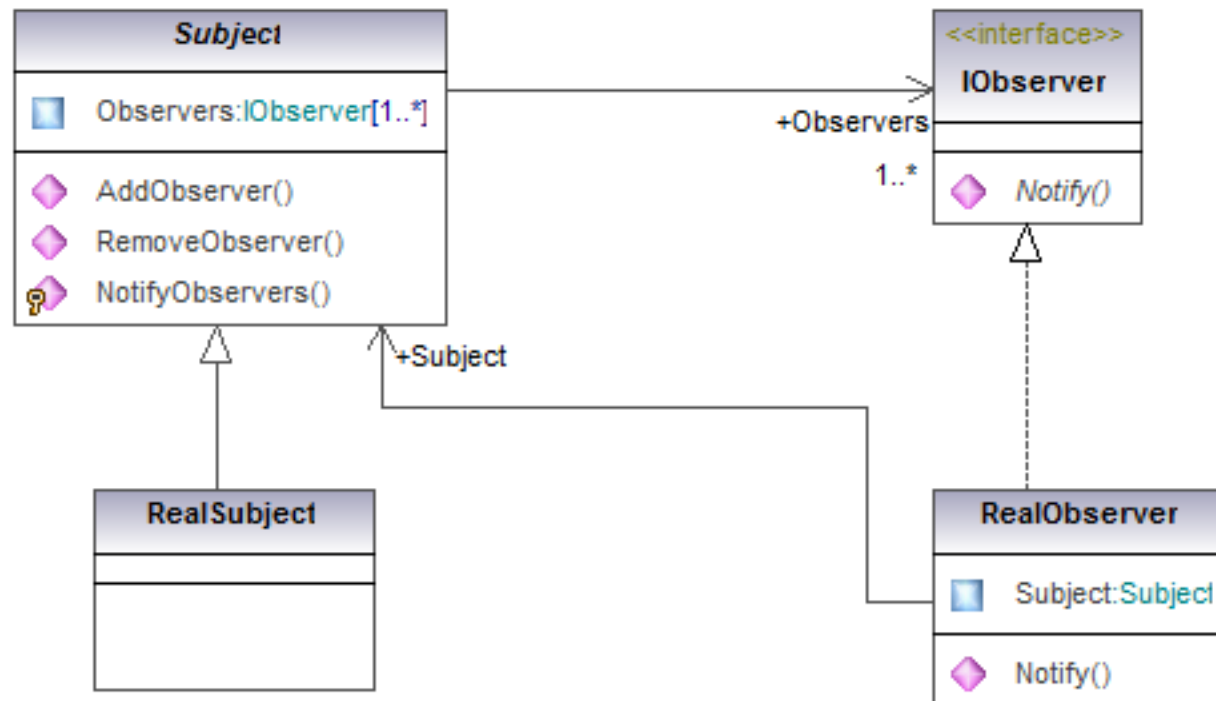 Subject
Observers:IObserver[1..*]
AddObserver()
RemoveObserver()
NotifyObservers()
<<interface>>
IObserver
Notify()
+Observers
1..*
+Subject
RealSubject
RealObserver
Subject:Subject
Notify()